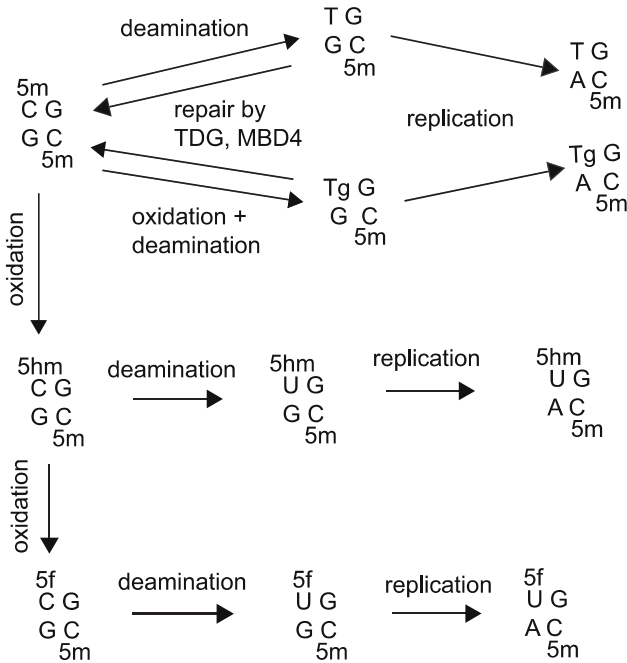 deamination
T G
G C
5m
T G
A C
5m
5m
C G
G C
5m
repair by
TDG, MBD4
replication
Tg G
G C
5m
Tg G
A C
5m
oxidation +
deamination
oxidation
5hm
C G
G C
5m
deamination
5hm
U G
G C
5m
replication
5hm
U G
A C
5m
oxidation
5f
C G
G C
5m
deamination
5f
U G
G C
5m
replication
5f
U G
A C
5m